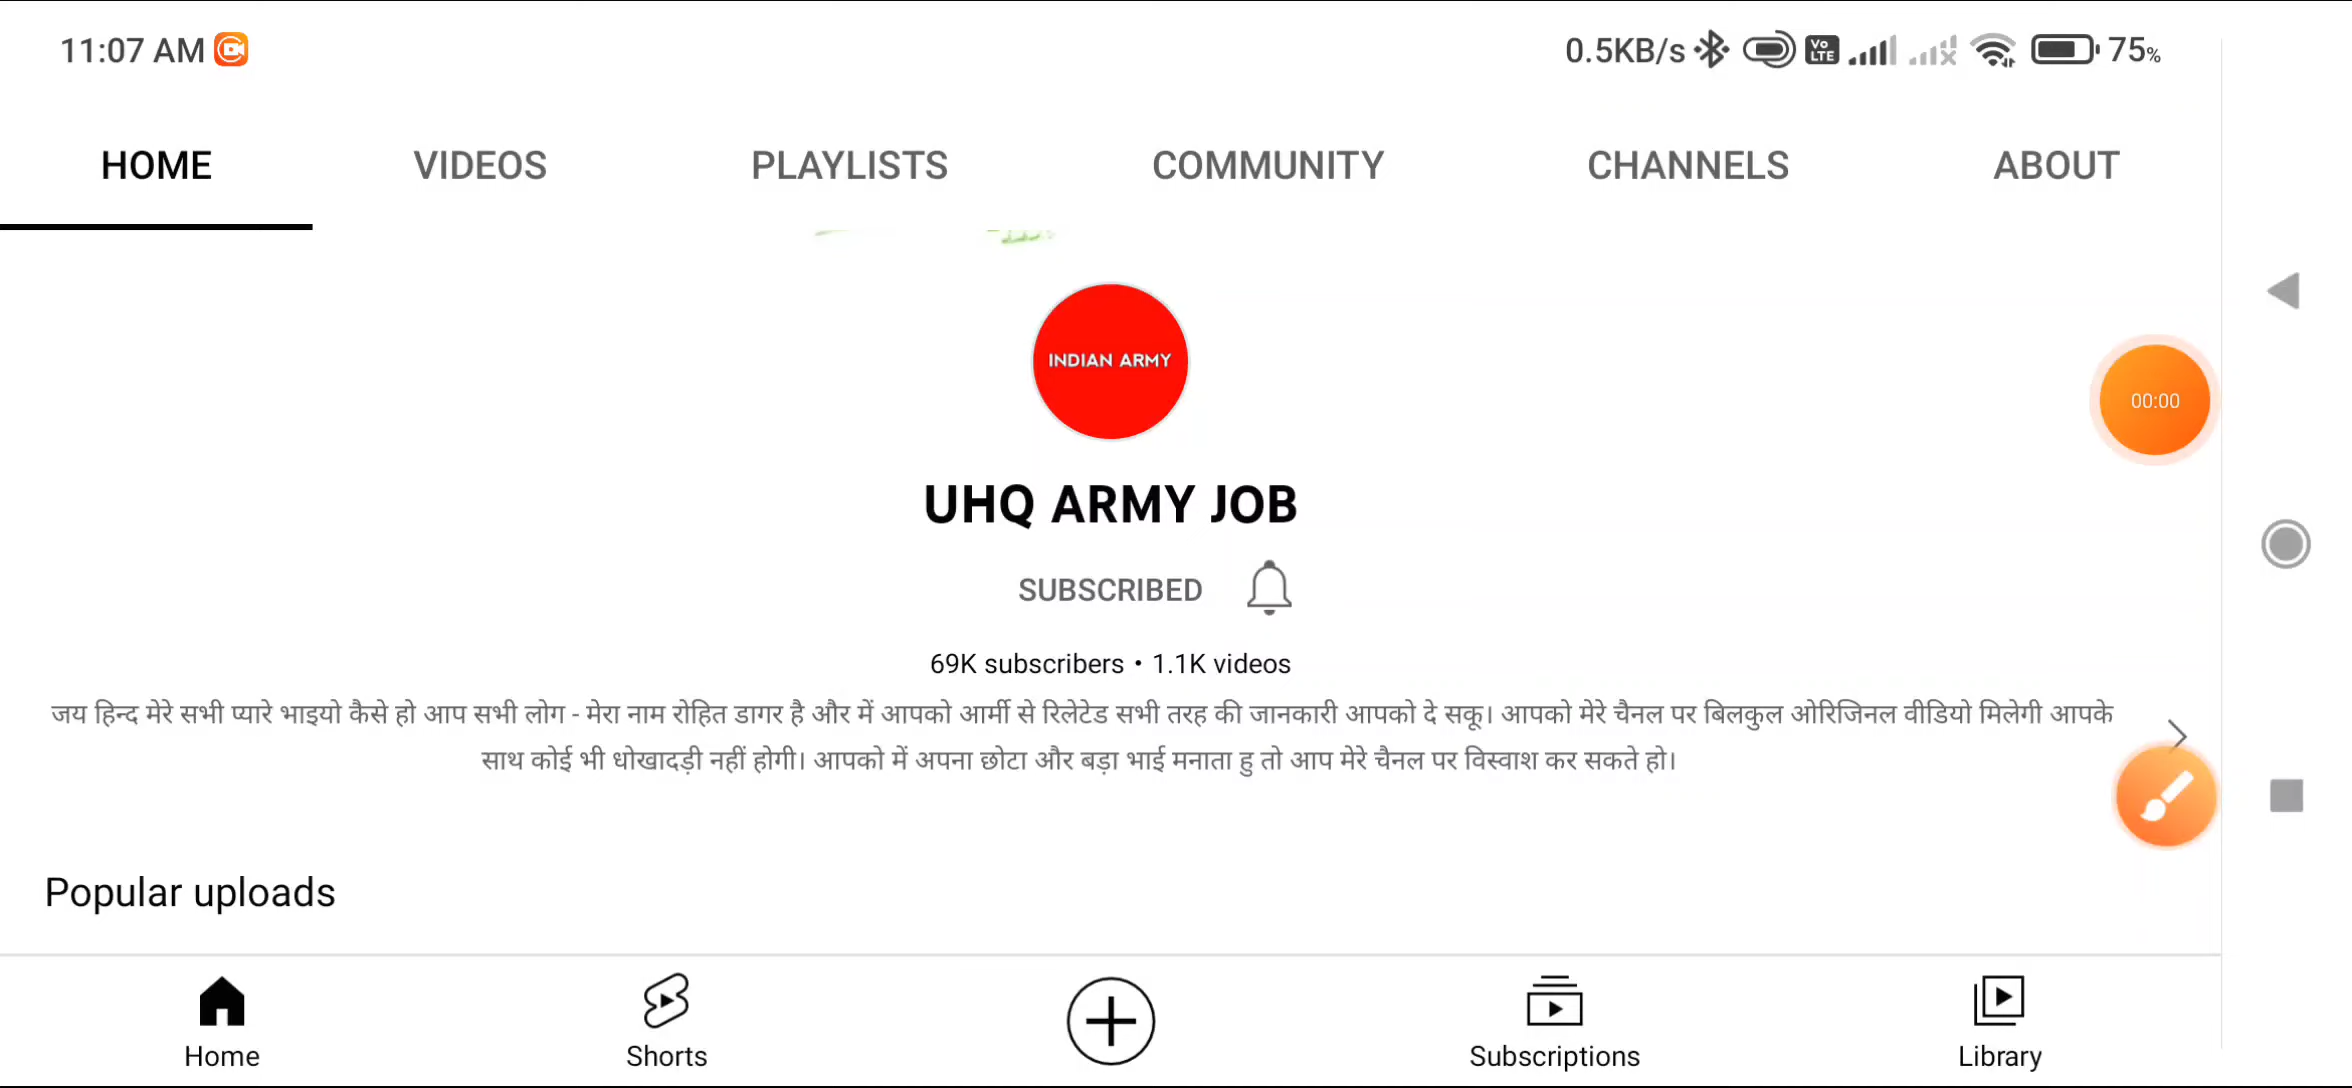 11:07 AM
0.5KB/s Vo LTE 75%
HOME VIDEOS PLAYLISTS COMMUNITY CHANNELS ABOUT
INDIAN ARMY
00:00
UHQ ARMY JOB
SUBSCRIBED
69K subscribers • 1.1K videos
जय हिन्द मेरे सभी प्यारे भाइयो कैसे हो आप सभी लोग - मेरा नाम रोहित डागर है और में आपको आर्मी से रिलेटेड सभी तरह की जानकारी आपको दे सकू। आपको मेरे चैनल पर बिलकुल ओरिजिनल वीडियो मिलेगी आपके
साथ कोई भी धोखादड़ी नहीं होगी। आपको में अपना छोटा और बड़ा भाई मनाता हु तो आप मेरे चैनल पर विस्वाश कर सकते हो।
Popular uploads
Home Shorts Subscriptions Library